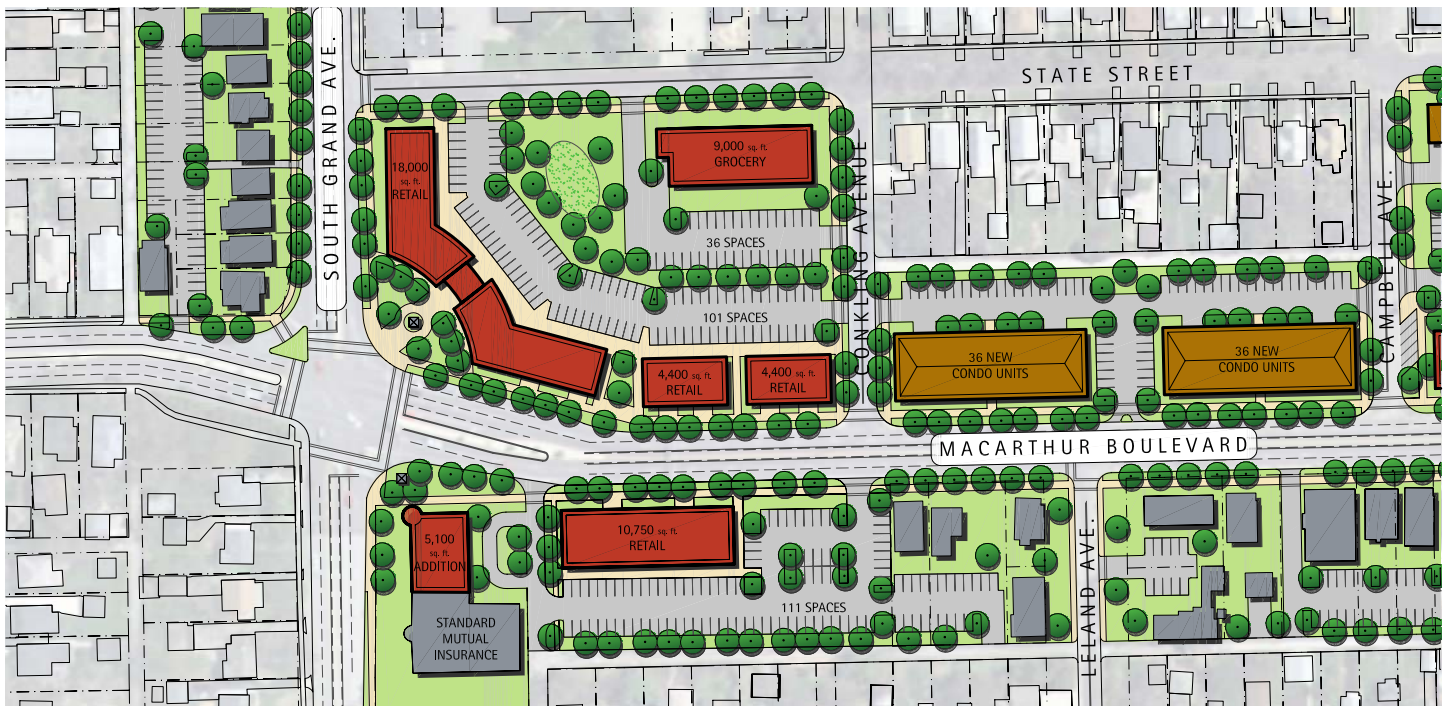 SOUTH GRAND AVE.
STATE STREET
CONKLING AVENUE
CAMPBELL AVE.
18,000
sq. ft.
RETAIL
9,000 sq. ft.
GROCERY
36 SPACES
101 SPACES
4,400 sq. ft.
RETAIL
4,400 sq. ft.
RETAIL
36 NEW
CONDO UNITS
36 NEW
CONDO UNITS
MACARTHUR BOULEVARD
5,100
sq. ft.
ADDITION
10,750 sq. ft.
RETAIL
111 SPACES
STANDARD
MUTUAL
INSURANCE
LELAND AVE.